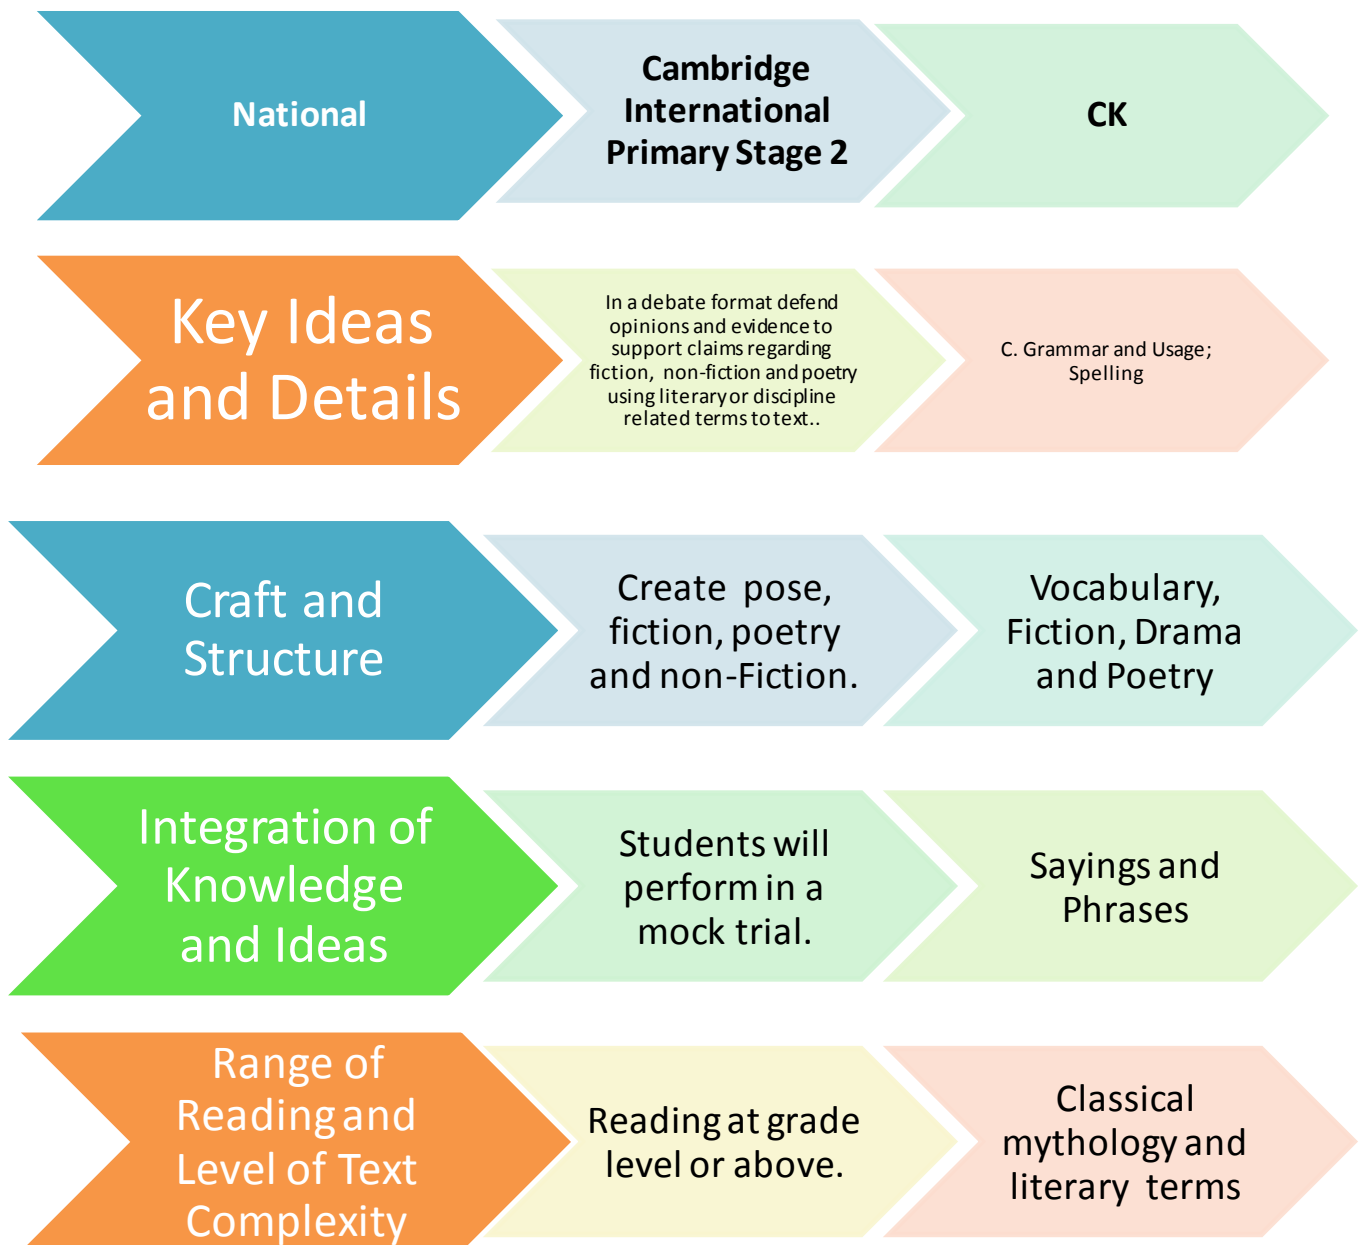 National
Cambridge
International
Primary Stage 2
CK
Key Ideas
and Details
In a debate format defend
opinions and evidence to
support claims regarding
fiction, non-fiction and poetry
using literary or discipline
related terms to text..
C. Grammar and Usage;
Spelling
Craft and
Structure
Create pose,
fiction, poetry
and non-Fiction.
Vocabulary,
Fiction, Drama
and Poetry
Integration of
Knowledge
and Ideas
Students will
perform in a
mock trial.
Sayings and
Phrases
Range of
Reading and
Level of Text
Complexity
Reading at grade
level or above.
Classical
mythology and
literary terms